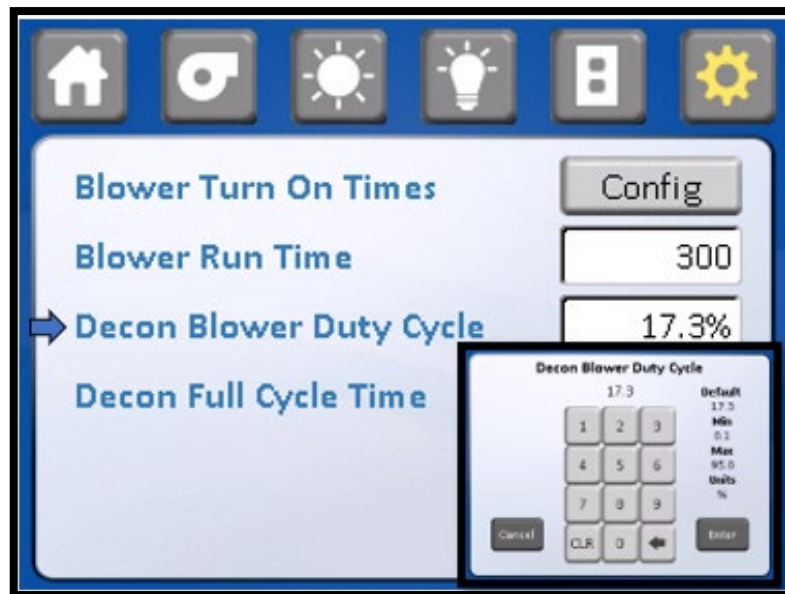 Blower Turn On Times Config
Blower Run Time 300
Decon Blower Duty Cycle 17.3%
Decon Full Cycle Time
Decon Blower Duty Cycle
17.3
Default
17.3
Min
0.1
Max
95.0
Units
%
1 2 3
4 5 6
7 8 9
Cancel CLR 0 Enter